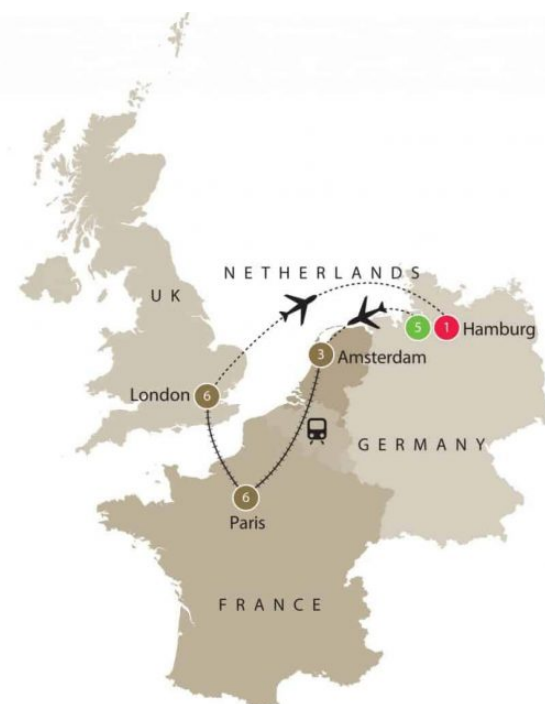 NETHERLANDS
UK
5
1
Hamburg
3
Amsterdam
London
6
GERMANY
6
Paris
FRANCE